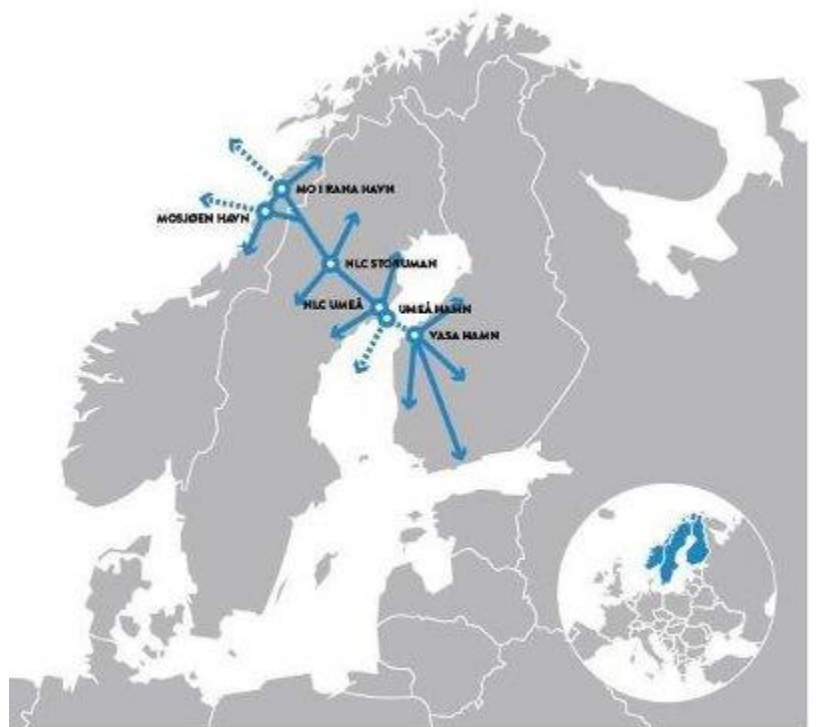 MO I RANA HAVN
MOSJØEN HAVN
NLC STORUMAN
NLC UMEÅ
UMEÅ HAMN
VASA HAMN